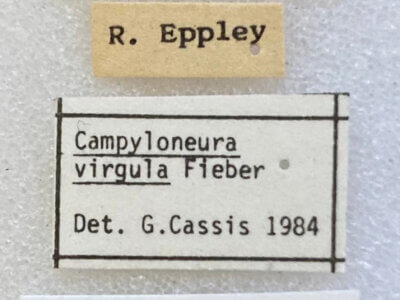 R. Eppley
Campyloneura
virgula Fieber
Det. G.Cassis 1984